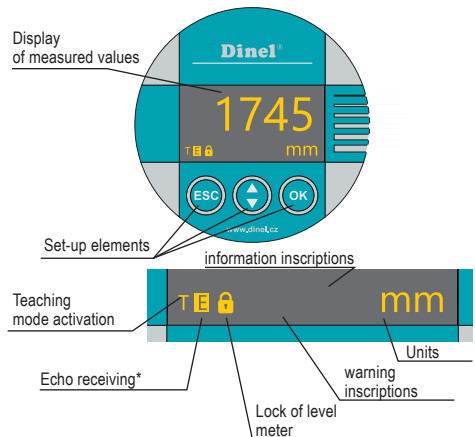 Display
of measured values
Dinel®
1745
T E mm
ESC OK
www.dinel.cz
Set-up elements
information inscriptions
Teaching
mode activation
T E mm
Units
Echo receiving*
warning
inscriptions
Lock of level
meter